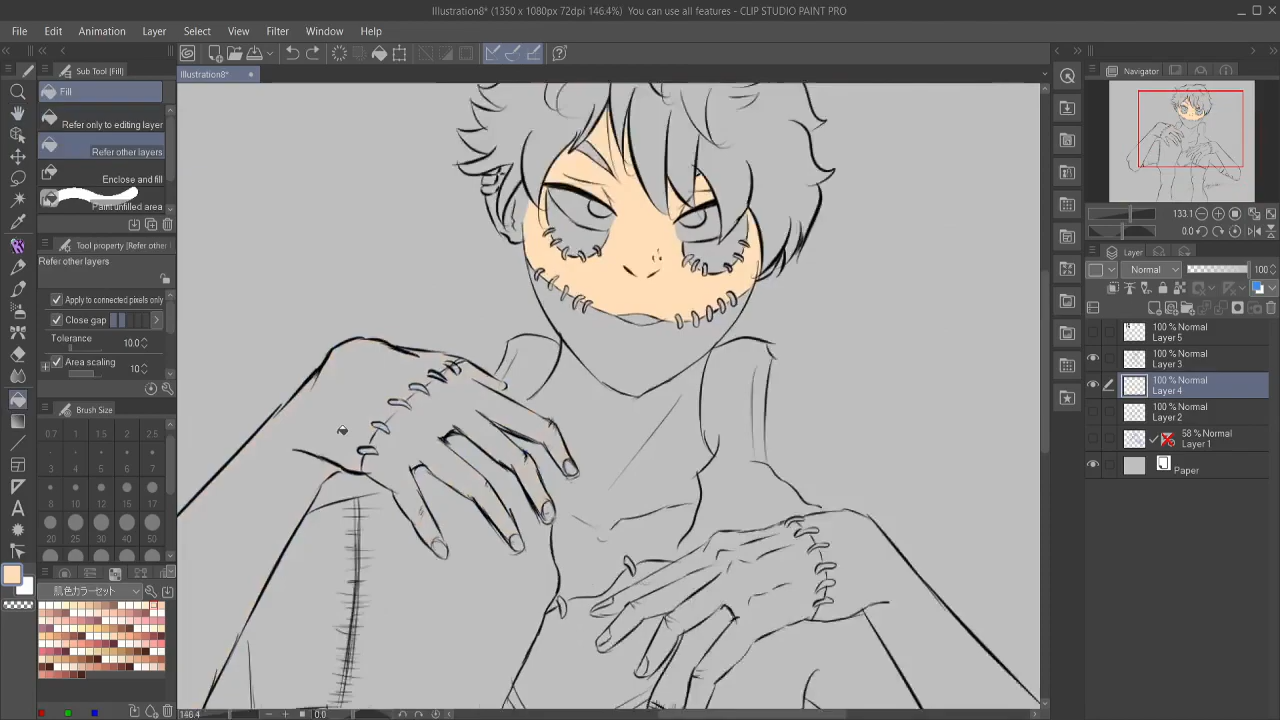 Illustration8* (1350 x 1080px 72dpi 146.4%)  You can use all features - CLIP STUDIO PAINT PRO
File Edit Animation Layer Select View Filter Window Help
Sub Tool [Fill]
Fill
Refer only to editing layer
Refer other layers
Enclose and fill
Paint unfilled area
Tool property [Refer other
Refer other layers
Apply to connected pixels only
Close gap
Tolerance
10.0
Area scaling
10
Brush Size
0.7 1 1.5 2 2.5
3 4 5 6 7
8 10 12 15 17
20 25 30 40 50
肌色カラーセット
Illustration8*
146.4
0.0
Navigator
133.1
0.0
Layer
Normal
100
100 % Normal
Layer 5
100 % Normal
Layer 3
100 % Normal
Layer 4
100 % Normal
Layer 2
58 % Normal
Layer 1
Paper